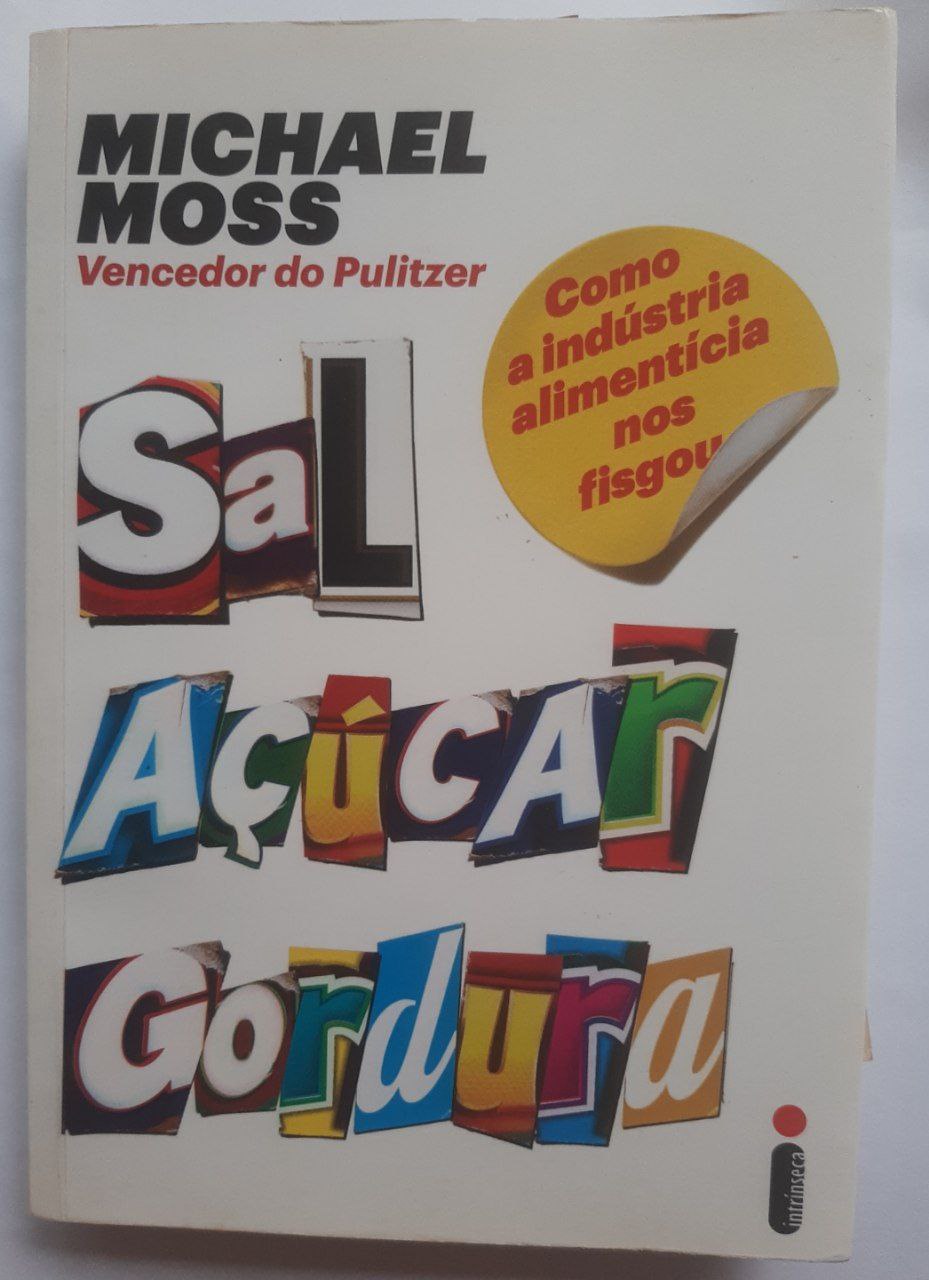 MICHAEL
MOSS
Vencedor do Pulitzer
Como
a indústria
alimentícia
nos
fisgou
SaL
AÇúcAr
Gordura
intrínseca